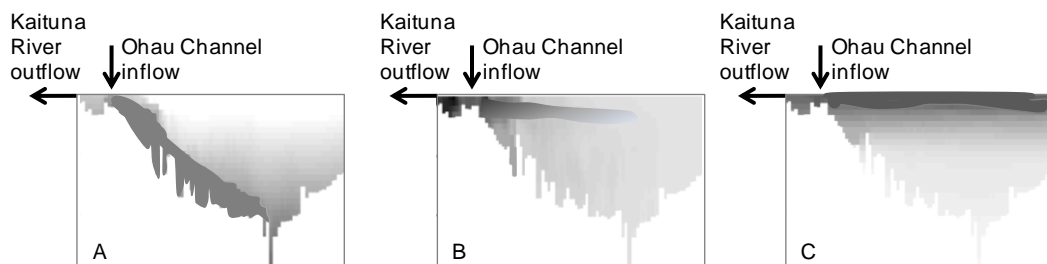 Kaituna
River
outflow
Ohau Channel
inflow
A
Kaituna
River
outflow
Ohau Channel
inflow
B
Kaituna
River
outflow
Ohau Channel
inflow
C